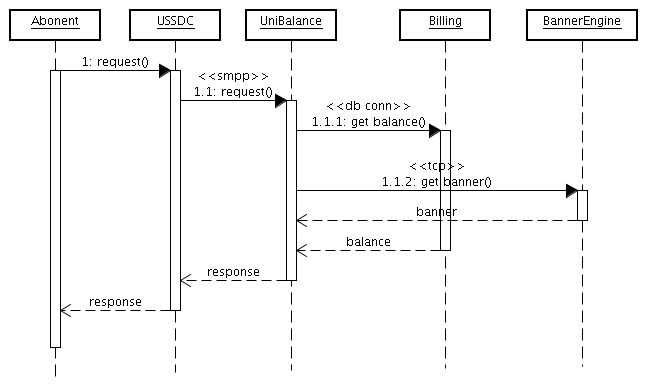 Abonent
USSDC
UniBalance
Billing
BannerEngine
1: request()
<<smpp>>
1.1: request()
<<db conn>>
1.1.1: get balance()
<<tcp>>
1.1.2: get banner()
banner
balance
response
response